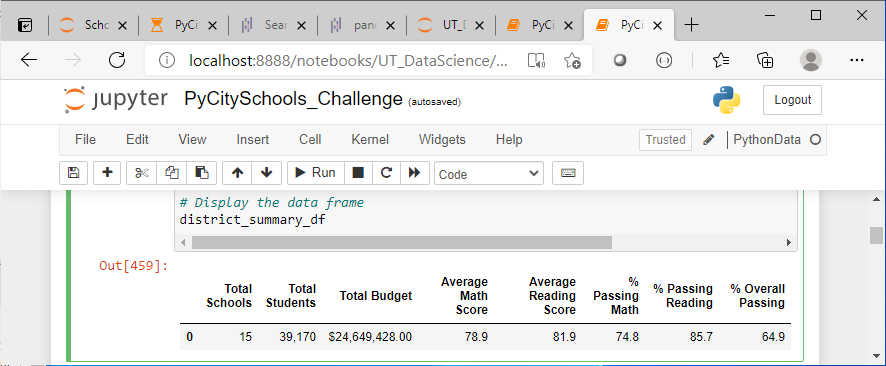 Schc PyCi Sear panc UT_D PyCi PyCi
localhost:8888/notebooks/UT_DataScience/...
jupyter PyCitySchools_Challenge (autosaved) Logout
File Edit View Insert Cell Kernel Widgets Help Trusted PythonData
Run Code
# Display the data frame
district_summary_df
Out[459]:
Total Schools Total Students Total Budget Average Math Score Average Reading Score % Passing Math % Passing Reading % Overall Passing
0 15 39,170 $24,649,428.00 78.9 81.9 74.8 85.7 64.9